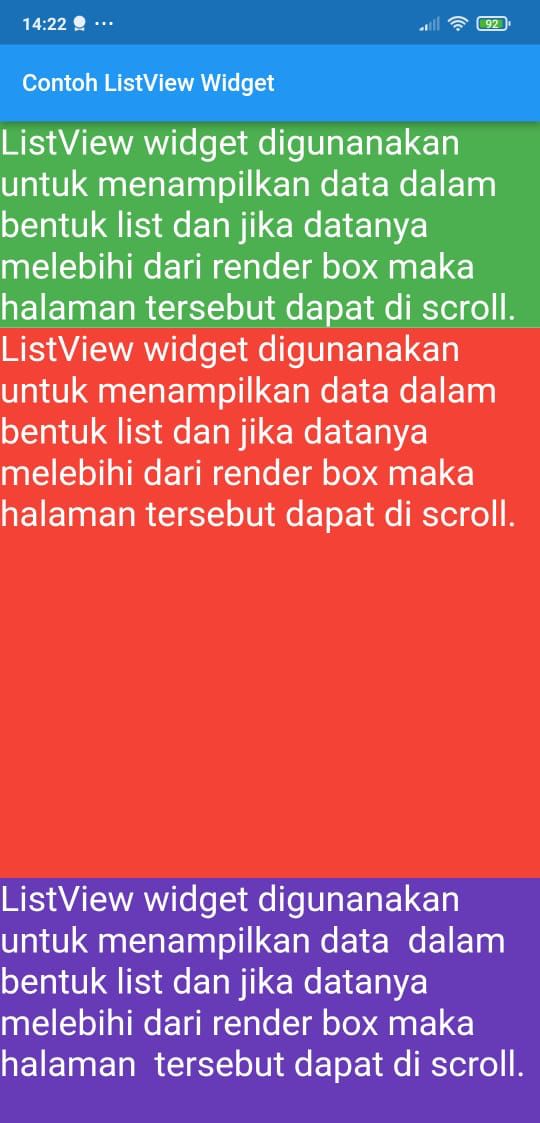 14:22 ...
92
Contoh ListView Widget
ListView widget digunanakan
untuk menampilkan data dalam
bentuk list dan jika datanya
melebihi dari render box maka
halaman tersebut dapat di scroll.
ListView widget digunanakan
untuk menampilkan data dalam
bentuk list dan jika datanya
melebihi dari render box maka
halaman tersebut dapat di scroll.
ListView widget digunanakan
untuk menampilkan data  dalam
bentuk list dan jika datanya
melebihi dari render box maka
halaman  tersebut dapat di scroll.